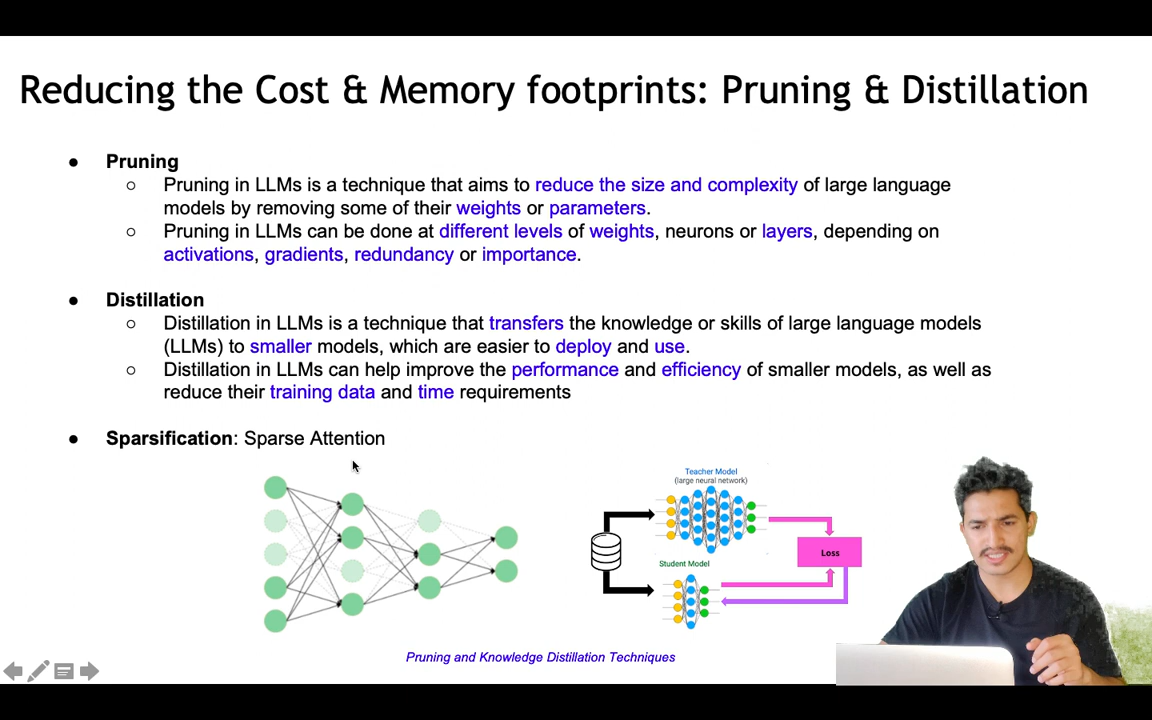 Reducing the Cost & Memory footprints: Pruning & Distillation
● Pruning
○ Pruning in LLMs is a technique that aims to reduce the size and complexity of large language
models by removing some of their weights or parameters.
○ Pruning in LLMs can be done at different levels of weights, neurons or layers, depending on
activations, gradients, redundancy or importance.
● Distillation
○ Distillation in LLMs is a technique that transfers the knowledge or skills of large language models
(LLMs) to smaller models, which are easier to deploy and use.
○ Distillation in LLMs can help improve the performance and efficiency of smaller models, as well as
reduce their training data and time requirements
● Sparsification: Sparse Attention
Teacher Model
(large neural network)
Loss
Student Model
Pruning and Knowledge Distillation Techniques